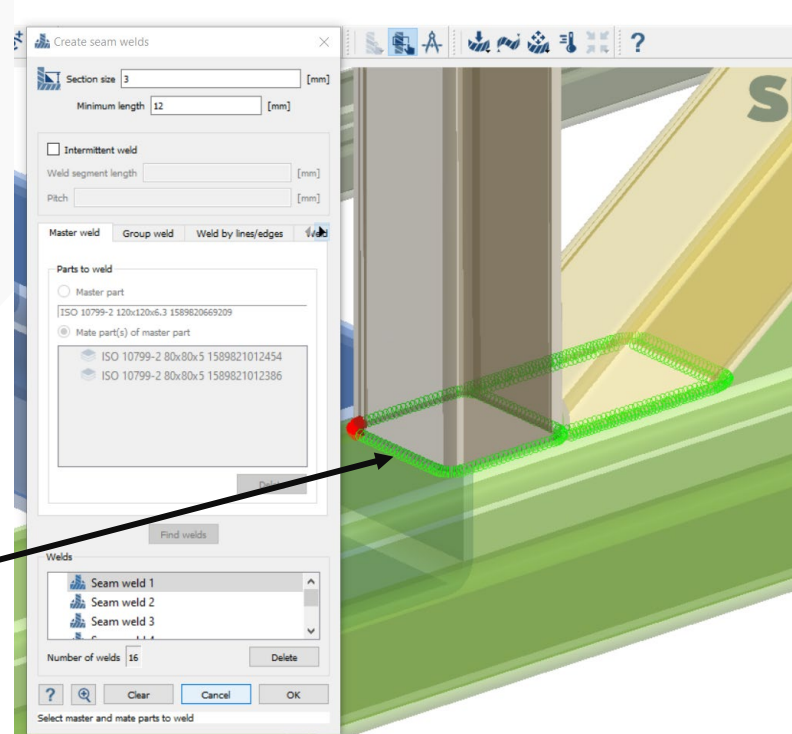 Create seam welds
Section size 3 [mm]
Minimum length 12 [mm]
Intermittent weld
Weld segment length [mm]
Pitch [mm]
Master weld Group weld Weld by lines/edges
Parts to weld
Master part
ISO 10799-2 120x120x6.3 1589820669209
Mate part(s) of master part
ISO 10799-2 80x80x5 1589821012454
ISO 10799-2 80x80x5 1589821012386
Find welds
Welds
Seam weld 1
Seam weld 2
Seam weld 3
Number of welds 16 Delete
? Clear Cancel OK
Select master and mate parts to weld
?
S